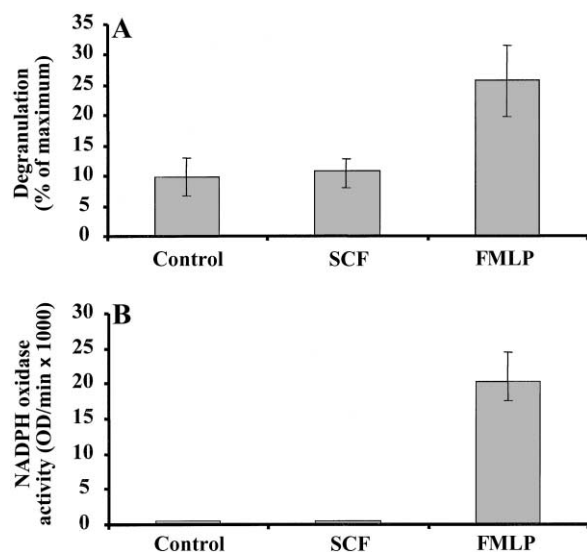 A
Degranulation
(% of maximum)
35
30
25
20
15
10
5
0
Control SCF FMLP
B
NADPH oxidase
activity (OD/min x 1000)
30
25
20
15
10
5
0
Control SCF FMLP